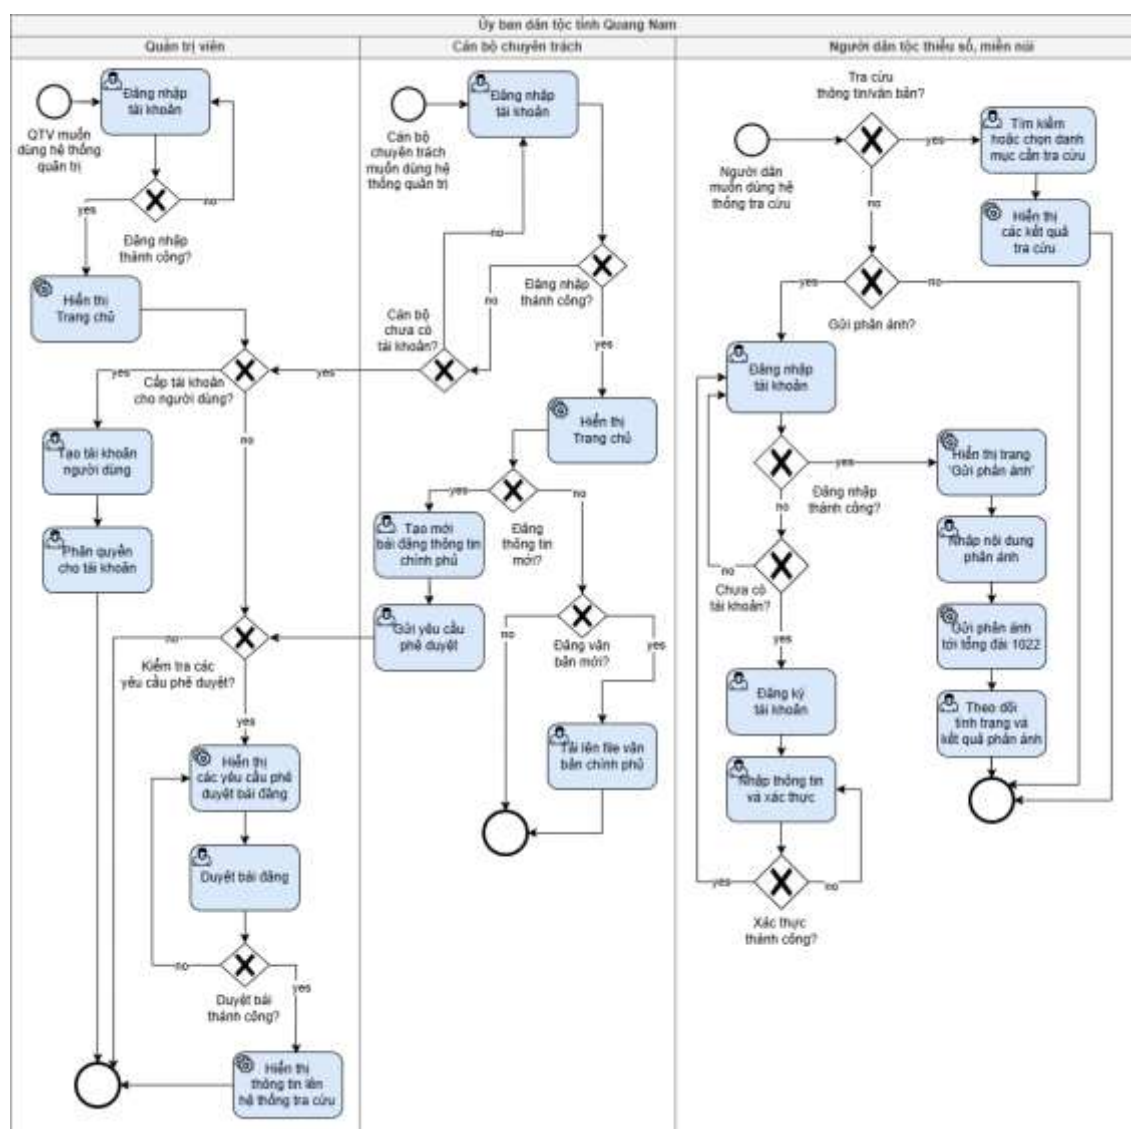 Ủy ban dân tộc tỉnh Quang Nam
Quản trị viên
Cán bộ chuyên trách
Người dân tộc thiểu số, miền núi
Đăng nhập
tài khoản
QTV muốn
dùng hệ thống
quản trị
yes
no
Đăng nhập
thành công?
Hiển thị
Trang chủ
yes
Cấp tài khoản
cho người dùng?
no
Tạo tài khoản
người dùng
Phân quyền
cho tài khoản
no
Kiểm tra các
yêu cầu phê duyệt?
yes
Hiển thị
các yêu cầu phê
duyệt bài đăng
Duyệt bài đăng
no
yes
Duyệt bài
thành công?
Hiển thị
thông tin lên
hệ thống tra cứu
Đăng nhập
tài khoản
Cán bộ
chuyên trách
muốn dùng hệ
thống quản trị
no
Đăng nhập
thành công?
no
Cán bộ
chưa có
tài khoản?
yes
yes
Hiển thị
Trang chủ
yes
no
Đăng
thông tin
mới?
Tạo mới
bài đăng thông tin
chính phủ
Gửi yêu cầu
phê duyệt
no
Đăng văn
bản mới?
yes
Tải lên file văn
bản chính phủ
Tra cứu
thông tin/văn bản?
Người dân
muốn dùng hệ
thống tra cứu
yes
Tìm kiếm
hoặc chọn danh
mục cần tra cứu
no
Hiển thị
các kết quả
tra cứu
yes
no
Gửi phản ánh?
Đăng nhập
tài khoản
yes
Đăng nhập
thành công?
Hiển thị trang
'Gửi phản ánh'
no
Nhập nội dung
phản ánh
no
Chưa có
tài khoản?
Gửi phản ánh
tới tổng đài 1022
yes
Đăng ký
tài khoản
Theo dõi
tình trạng và
kết quả phản ánh
Nhập thông tin
và xác thực
yes
no
Xác thực
thành công?